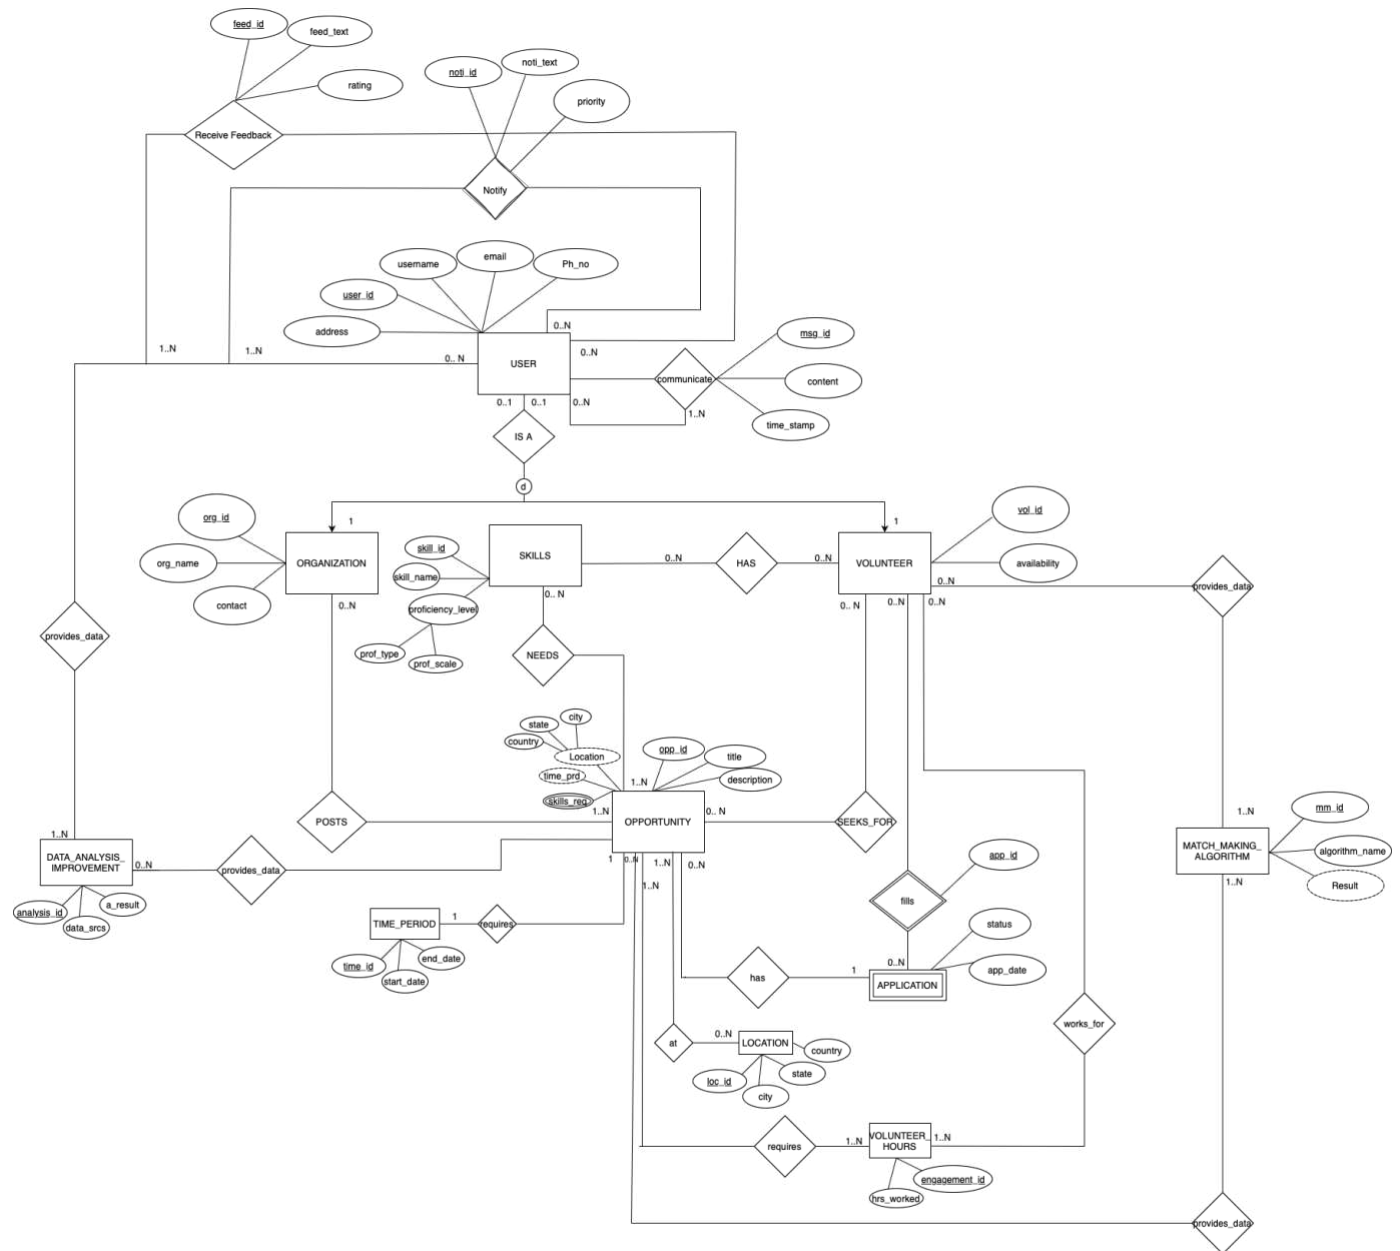 feed_id
feed_text
rating
Receive Feedback
noti_id
noti_text
priority
Notify
username
email
Ph_no
user_id
address
0..N
1..N
1..N
0.. N
USER
0..N
communicate
msg_id
content
time_stamp
0..1
0..1
0..N
1..N
IS A
d
org_id
1
org_name
ORGANIZATION
contact
0..N
skill_id
SKILLS
skill_name
proficiency_level
prof_type
prof_scale
0..N
HAS
0..N
0.. N
NEEDS
1
VOLUNTEER
vol_id
availability
0..N
0.. N
0..N
0..N
provides_data
provides_data
city
state
country
Location
time_prd
skills_req
opp_id
title
description
1..N
1..N
OPPORTUNITY
0.. N
POSTS
SEEKS_FOR
1..N
MATCH_MAKING_
ALGORITHM
mm_id
algorithm_name
Result
1..N
1..N
DATA_ANALYSIS_
IMPROVEMENT
0..N
provides_data
analysis_id
data_srcs
a_result
1
0..N
1..N
0..N
1..N
app_id
fills
TIME_PERIOD
1
requires
time_id
start_date
end_date
has
1
0..N
APPLICATION
status
app_date
works_for
at
0..N
LOCATION
country
state
loc_id
city
requires
1..N
VOLUNTEER_
HOURS
1..N
engagement_id
hrs_worked
provides_data